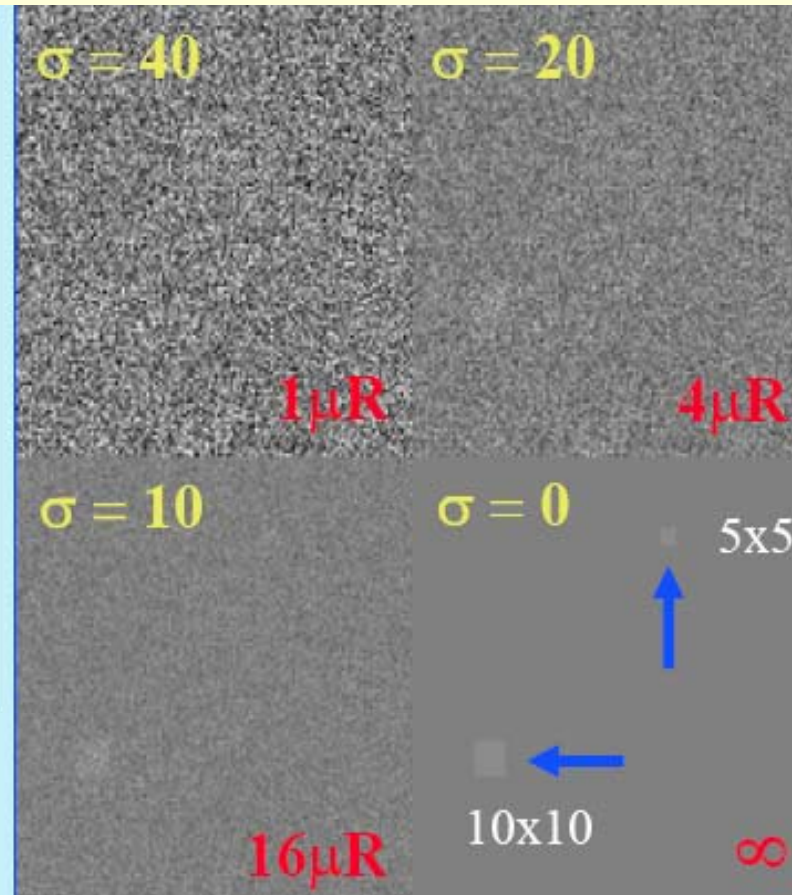 σ = 40
1μR
σ = 20
4μR
σ = 10
16μR
σ = 0
5x5
10x10
∞